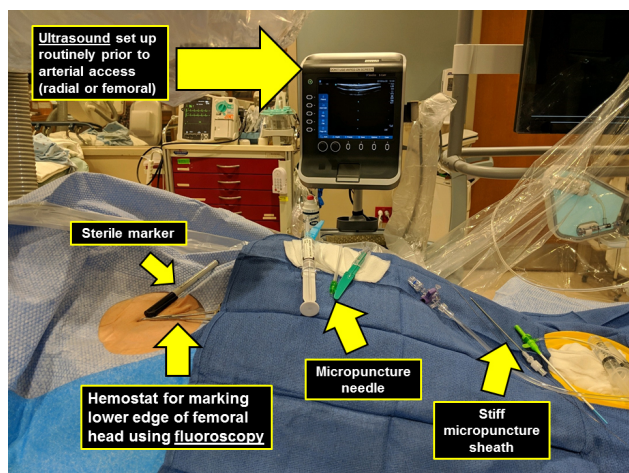 Ultrasound set up
routinely prior to
arterial access
(radial or femoral)
Sterile marker
Micropuncture
needle
Hemostat for marking
lower edge of femoral
head using fluoroscopy
Stiff
micropuncture
sheath